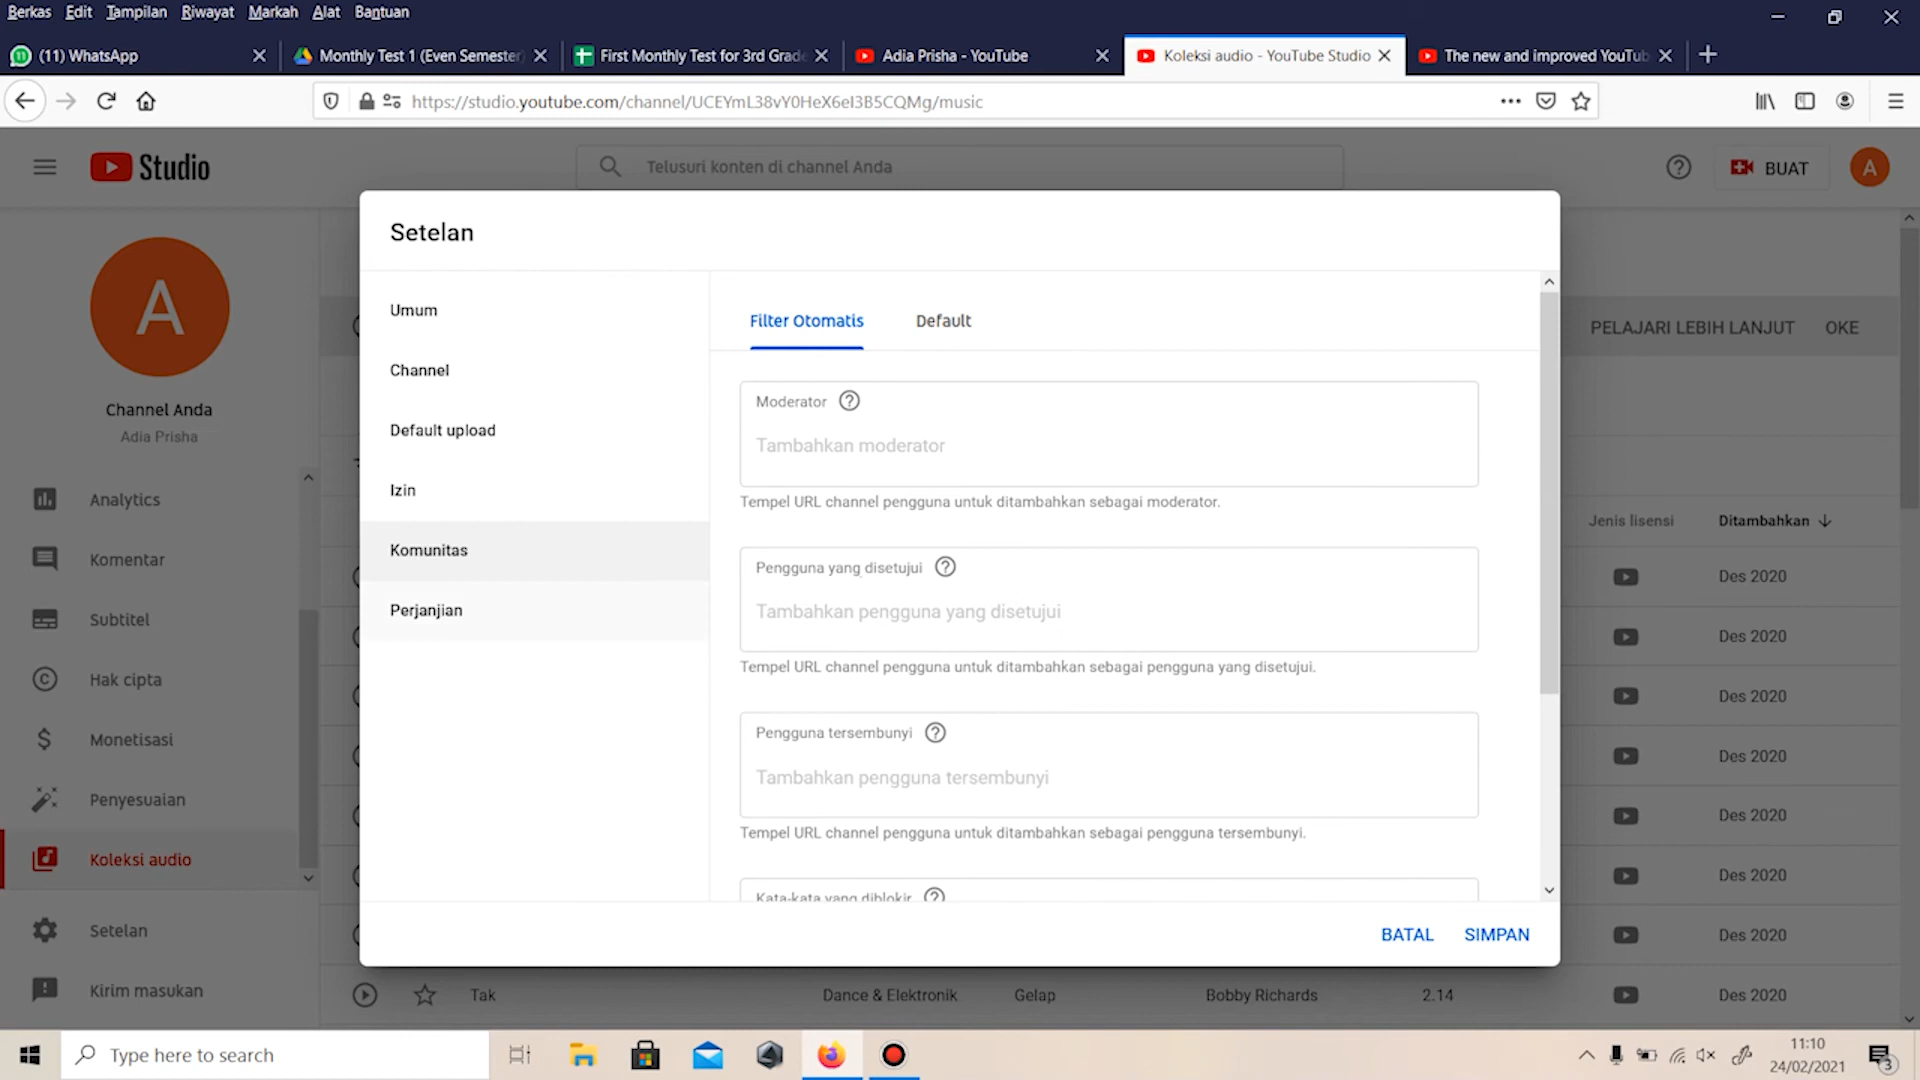 Berkas Edit Tampilan Riwayat Markah Alat Bantuan
(11) WhatsApp
Monthly Test 1 (Even Semester
First Monthly Test for 3rd Grade
Adia Prisha - YouTube
Koleksi audio - YouTube Studio
The new and improved YouTub
https://studio.youtube.com/channel/UCEYmL38vY0HeX6eI3B5CQMg/music
Studio
Telusuri konten di channel Anda
BUAT
A
A
Channel Anda
Adia Prisha
Analytics
Komentar
Subtitel
Hak cipta
Monetisasi
Penyesuaian
Koleksi audio
Setelan
Kirim masukan
Setelan
Umum
Channel
Default upload
Izin
Komunitas
Perjanjian
Filter Otomatis Default
Moderator
Tambahkan moderator
Tempel URL channel pengguna untuk ditambahkan sebagai moderator.
Pengguna yang disetujui
Tambahkan pengguna yang disetujui
Tempel URL channel pengguna untuk ditambahkan sebagai pengguna yang disetujui.
Pengguna tersembunyi
Tambahkan pengguna tersembunyi
Tempel URL channel pengguna untuk ditambahkan sebagai pengguna tersembunyi.
Kata-kata yang diblokir
BATAL SIMPAN
PELAJARI LEBIH LANJUT OKE
Jenis lisensi Ditambahkan
Des 2020
Des 2020
Des 2020
Des 2020
Des 2020
Des 2020
Des 2020
Tak Dance & Elektronik Gelap Bobby Richards 2.14 Des 2020
Type here to search
11:10
24/02/2021
3